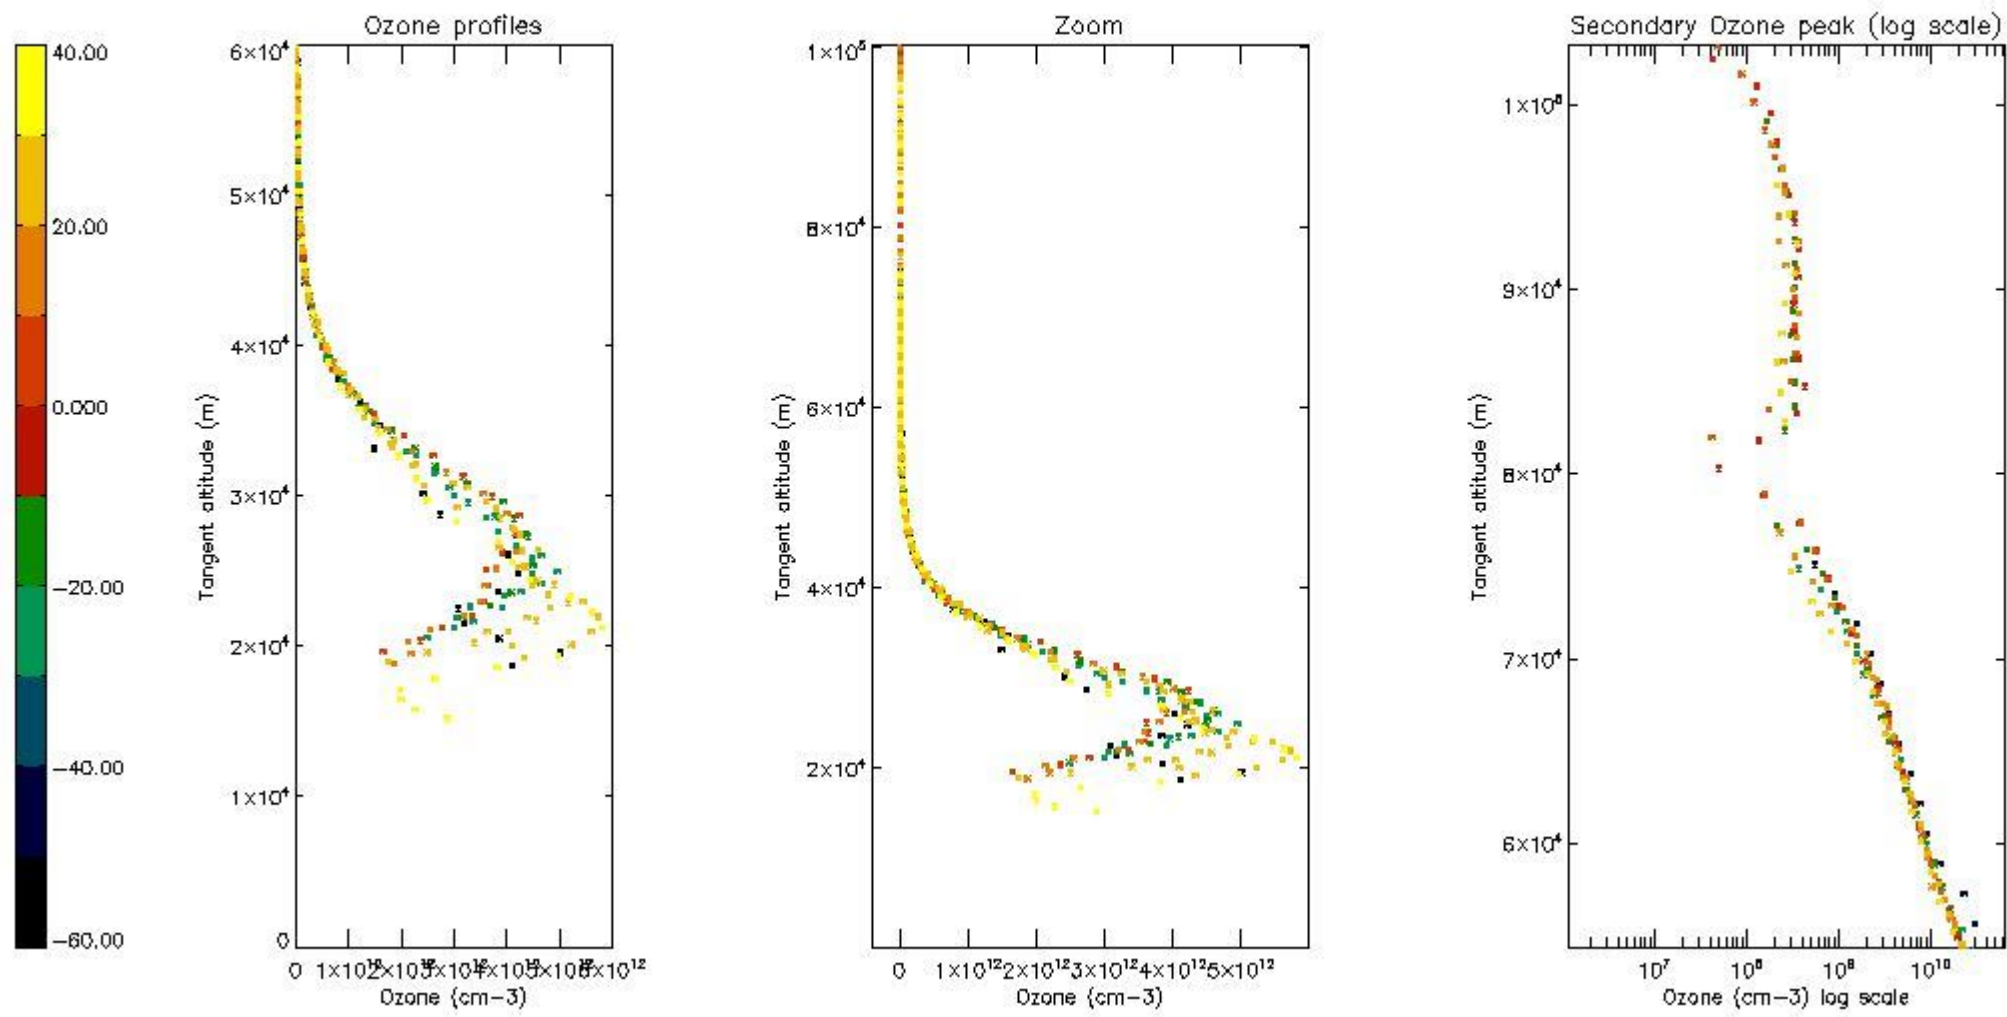 Ozone profiles
Zoom
Secondary Ozone peak (log scale)
40.00
20.00
0.000
−20.00
−40.00
−60.00
6×10⁴
5×10⁴
4×10⁴
3×10⁴
2×10⁴
1×10⁴
0
Tangent altitude (m)
0
Ozone (cm−3)
1×10⁵
8×10⁴
6×10⁴
4×10⁴
2×10⁴
Tangent altitude (m)
0 1×10¹² 2×10¹² 3×10¹² 4×10¹² 5×10¹²
Ozone (cm−3)
9×10⁴
8×10⁴
7×10⁴
6×10⁴
Tangent altitude (m)
10⁷ 10⁸ 10⁹ 10¹⁰
Ozone (cm−3) log scale